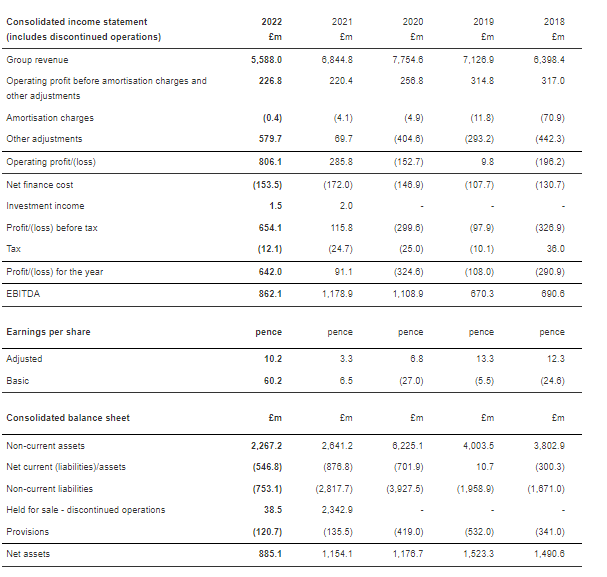 Consolidated income statement 2022 2021 2020 2019 2018
(includes discontinued operations) £m £m £m £m £m
Group revenue 5,588.0 6,844.8 7,754.6 7,126.9 6,398.4
Operating profit before amortisation charges and 226.8 220.4 256.8 314.8 317.0
other adjustments
Amortisation charges (0.4) (4.1) (4.9) (11.8) (70.9)
Other adjustments 579.7 69.7 (404.6) (293.2) (442.3)
Operating profit/(loss) 806.1 285.8 (152.7) 9.8 (196.2)
Net finance cost (153.5) (172.0) (146.9) (107.7) (130.7)
Investment income 1.5 2.0 - - -
Profit/(loss) before tax 654.1 115.8 (299.6) (97.9) (326.9)
Tax (12.1) (24.7) (25.0) (10.1) 36.0
Profit/(loss) for the year 642.0 91.1 (324.6) (108.0) (290.9)
EBITDA 862.1 1,178.9 1,108.9 670.3 690.6
Earnings per share pence pence pence pence pence
Adjusted 10.2 3.3 6.8 13.3 12.3
Basic 60.2 6.5 (27.0) (5.5) (24.6)
Consolidated balance sheet £m £m £m £m £m
Non-current assets 2,267.2 2,641.2 6,225.1 4,003.5 3,802.9
Net current (liabilities)/assets (546.8) (876.8) (701.9) 10.7 (300.3)
Non-current liabilities (753.1) (2,817.7) (3,927.5) (1,958.9) (1,671.0)
Held for sale - discontinued operations 38.5 2,342.9 - - -
Provisions (120.7) (135.5) (419.0) (532.0) (341.0)
Net assets 885.1 1,154.1 1,176.7 1,523.3 1,490.6